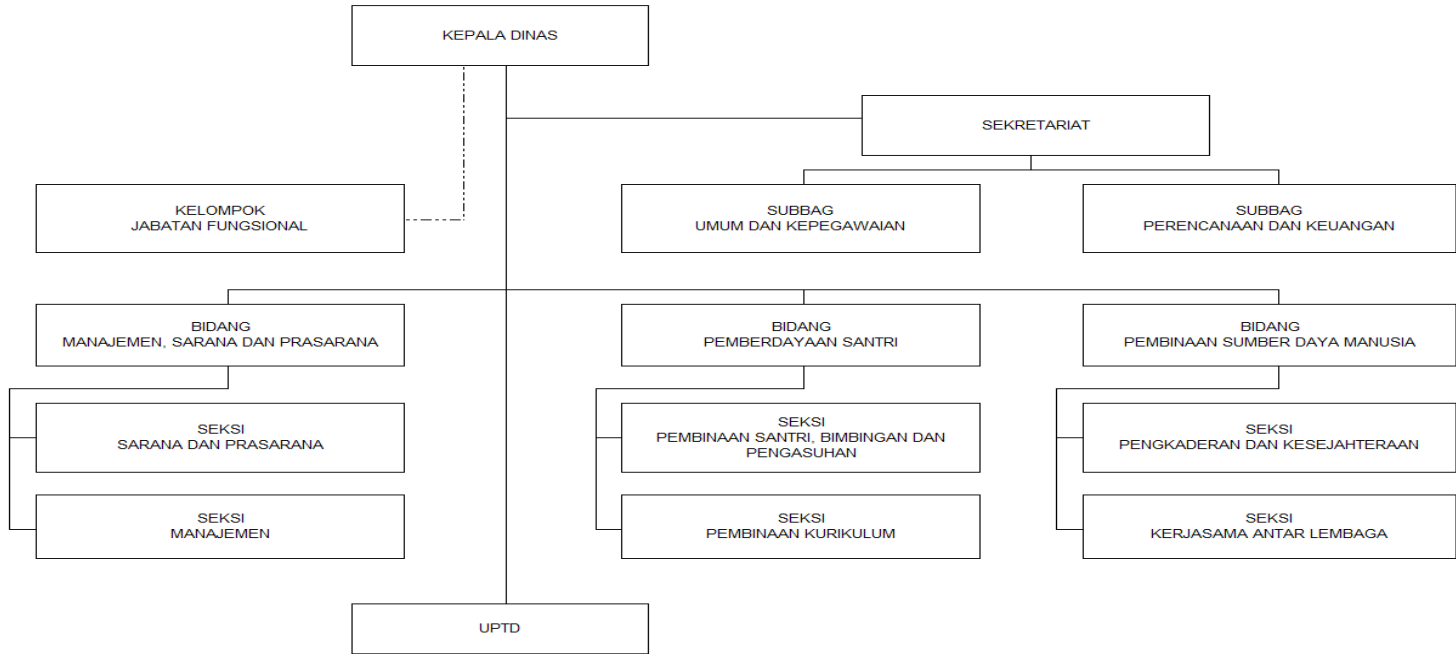 KEPALA DINAS
SEKRETARIAT
KELOMPOK
JABATAN FUNGSIONAL
SUBBAG
UMUM DAN KEPEGAWAIAN
SUBBAG
PERENCANAAN DAN KEUANGAN
BIDANG
MANAJEMEN, SARANA DAN PRASARANA
BIDANG
PEMBERDAYAAN SANTRI
BIDANG
PEMBINAAN SUMBER DAYA MANUSIA
SEKSI
SARANA DAN PRASARANA
SEKSI
PEMBINAAN SANTRI, BIMBINGAN DAN
PENGASUHAN
SEKSI
PENGKADERAN DAN KESEJAHTERAAN
SEKSI
MANAJEMEN
SEKSI
PEMBINAAN KURIKULUM
SEKSI
KERJASAMA ANTAR LEMBAGA
UPTD